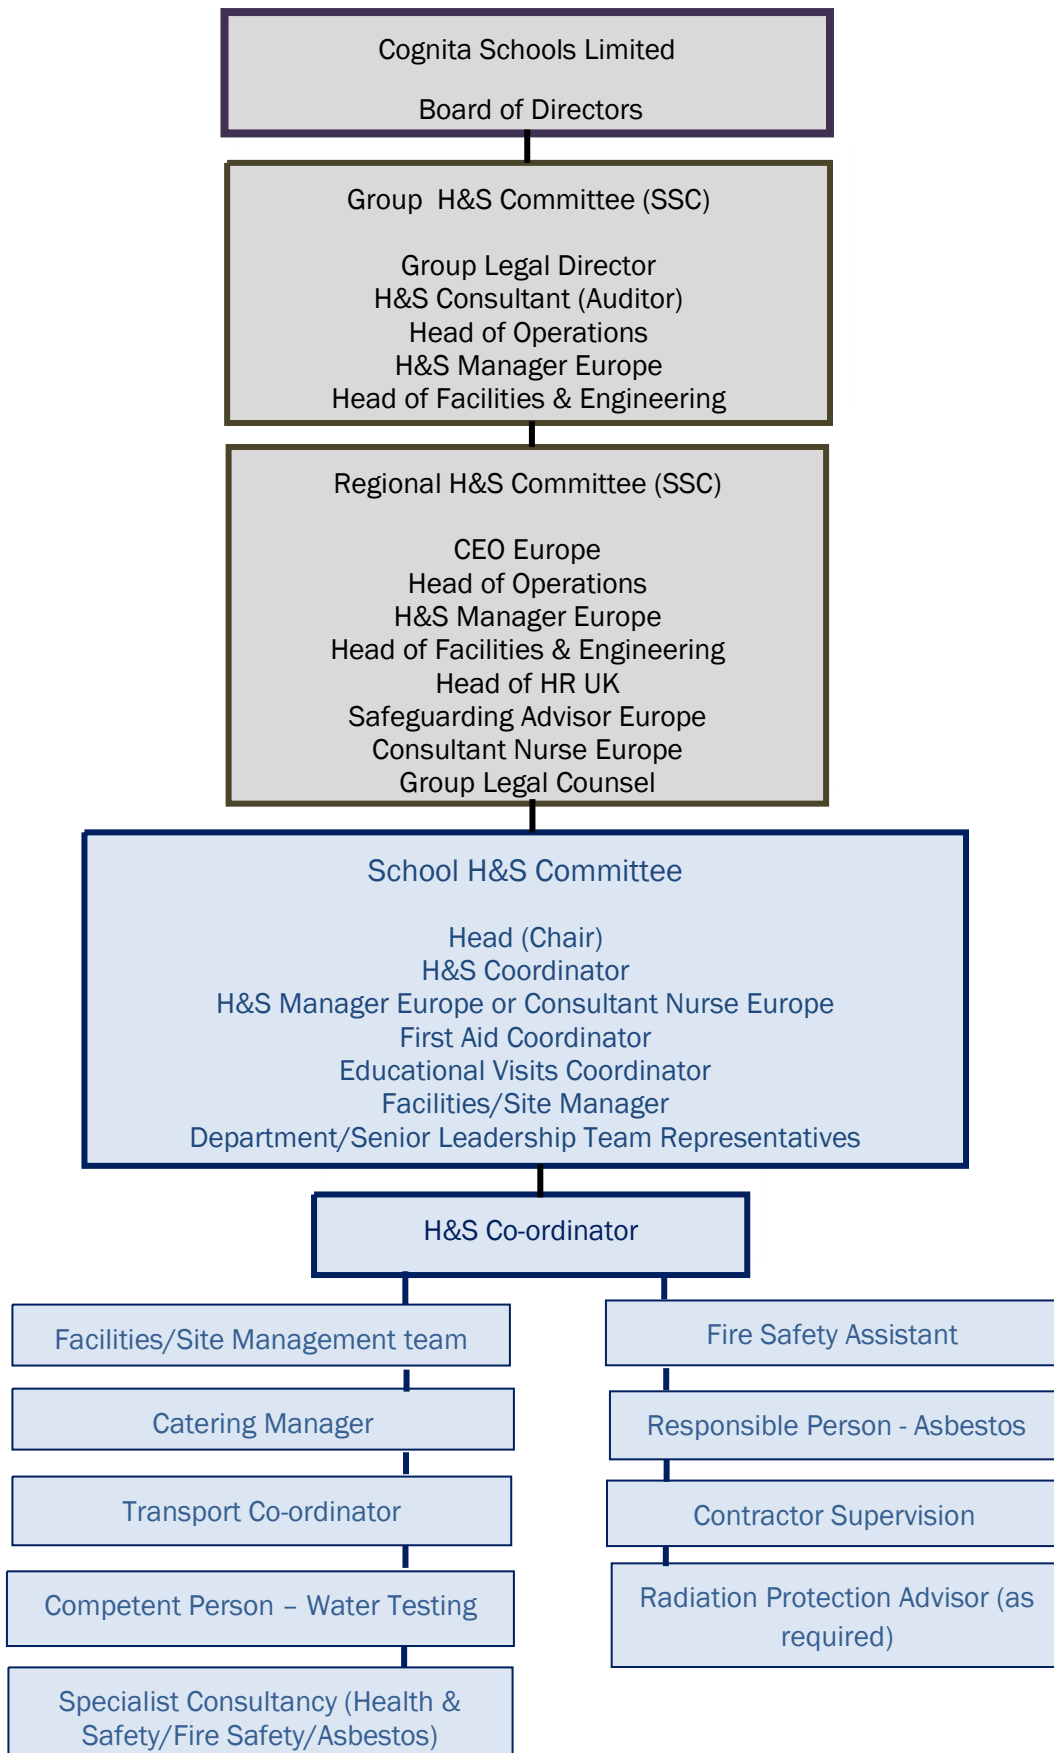 Cognita Schools Limited
Board of Directors
Group H&S Committee (SSC)
Group Legal Director
H&S Consultant (Auditor)
Head of Operations
H&S Manager Europe
Head of Facilities & Engineering
Regional H&S Committee (SSC)
CEO Europe
Head of Operations
H&S Manager Europe
Head of Facilities & Engineering
Head of HR UK
Safeguarding Advisor Europe
Consultant Nurse Europe
Group Legal Counsel
School H&S Committee
Head (Chair)
H&S Coordinator
H&S Manager Europe or Consultant Nurse Europe
First Aid Coordinator
Educational Visits Coordinator
Facilities/Site Manager
Department/Senior Leadership Team Representatives
H&S Co-ordinator
Facilities/Site Management team
Catering Manager
Transport Co-ordinator
Competent Person – Water Testing
Specialist Consultancy (Health &
Safety/Fire Safety/Asbestos)
Fire Safety Assistant
Responsible Person - Asbestos
Contractor Supervision
Radiation Protection Advisor (as
required)